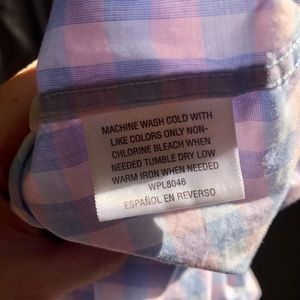 MACHINE WASH COLD WITH
LIKE COLORS ONLY NON-
CHLORINE BLEACH WHEN
NEEDED TUMBLE DRY LOW
WARM IRON WHEN NEEDED
WPL8046
ESPAÑOL EN REVERSO